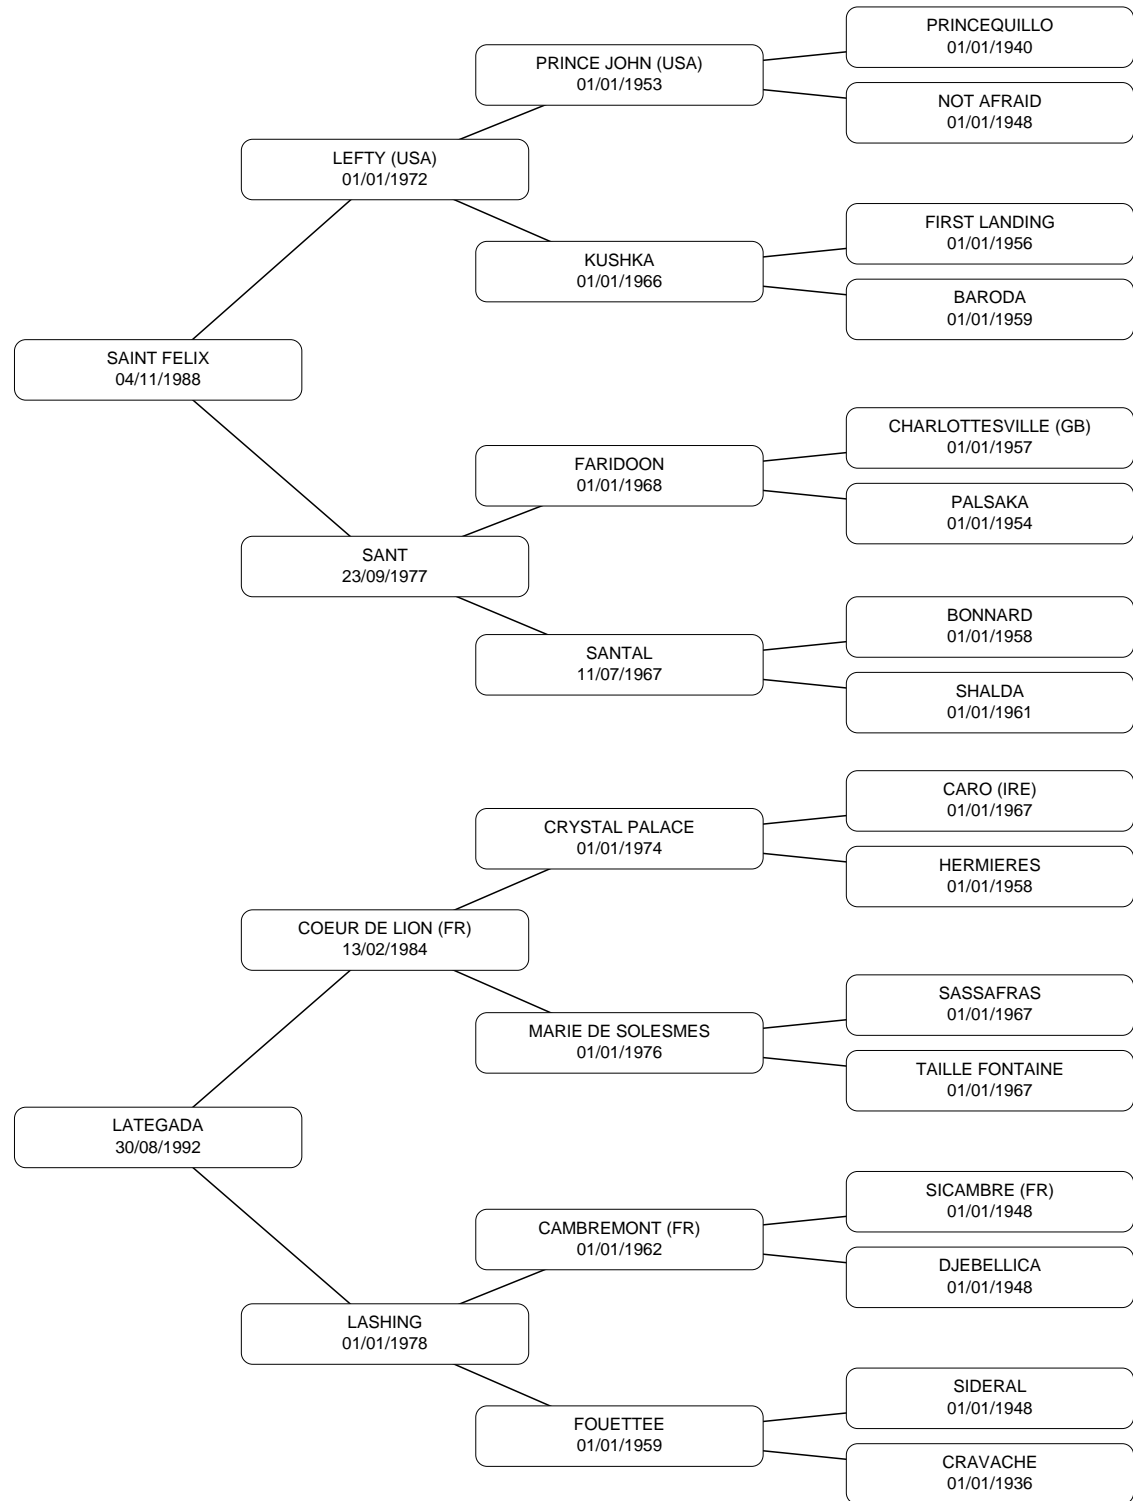 PRINCEQUILLO
01/01/1940
PRINCE JOHN (USA)
01/01/1953
NOT AFRAID
01/01/1948
LEFTY (USA)
01/01/1972
FIRST LANDING
01/01/1956
KUSHKA
01/01/1966
BARODA
01/01/1959
SAINT FELIX
04/11/1988
CHARLOTTESVILLE (GB)
01/01/1957
FARIDOON
01/01/1968
PALSAKA
01/01/1954
SANT
23/09/1977
BONNARD
01/01/1958
SANTAL
11/07/1967
SHALDA
01/01/1961
CARO (IRE)
01/01/1967
CRYSTAL PALACE
01/01/1974
HERMIERES
01/01/1958
COEUR DE LION (FR)
13/02/1984
SASSAFRAS
01/01/1967
MARIE DE SOLESMES
01/01/1976
TAILLE FONTAINE
01/01/1967
LATEGADA
30/08/1992
SICAMBRE (FR)
01/01/1948
CAMBREMONT (FR)
01/01/1962
DJEBELLICA
01/01/1948
LASHING
01/01/1978
SIDERAL
01/01/1948
FOUETTEE
01/01/1959
CRAVACHE
01/01/1936